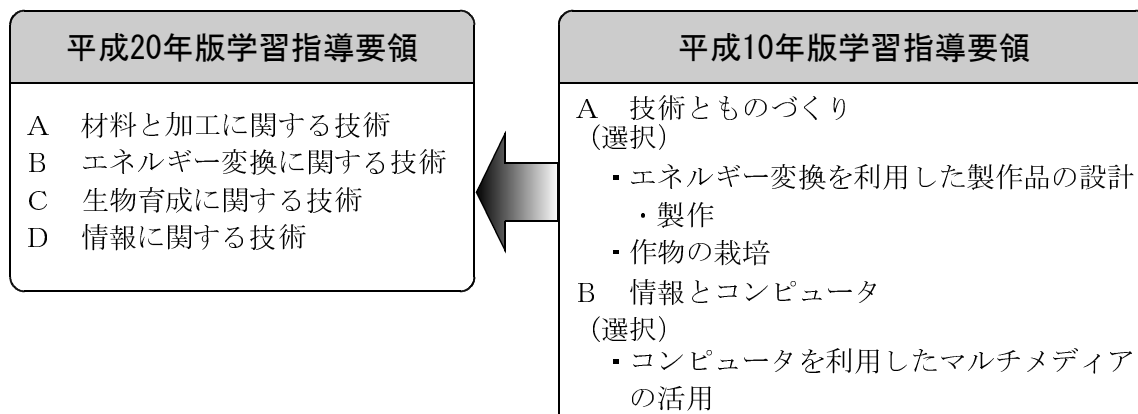 平成20年版学習指導要領
A 材料と加工に関する技術
B エネルギー変換に関する技術
C 生物育成に関する技術
D 情報に関する技術
平成10年版学習指導要領
A 技術とものづくり
(選択)
・エネルギー変換を利用した製作品の設計
・製作
・作物の栽培
B 情報とコンピュータ
(選択)
・コンピュータを利用したマルチメディア
の活用